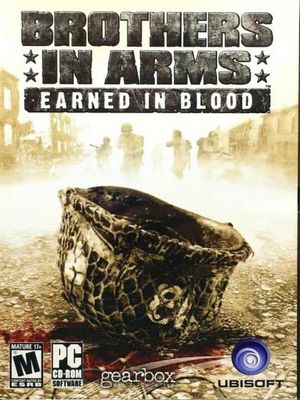 BROTHERS
IN ARMS
EARNED IN BLOOD
MATURE 17+
M
ESRB
PC
CD-ROM
SOFTWARE
gearbox
UBISOFT